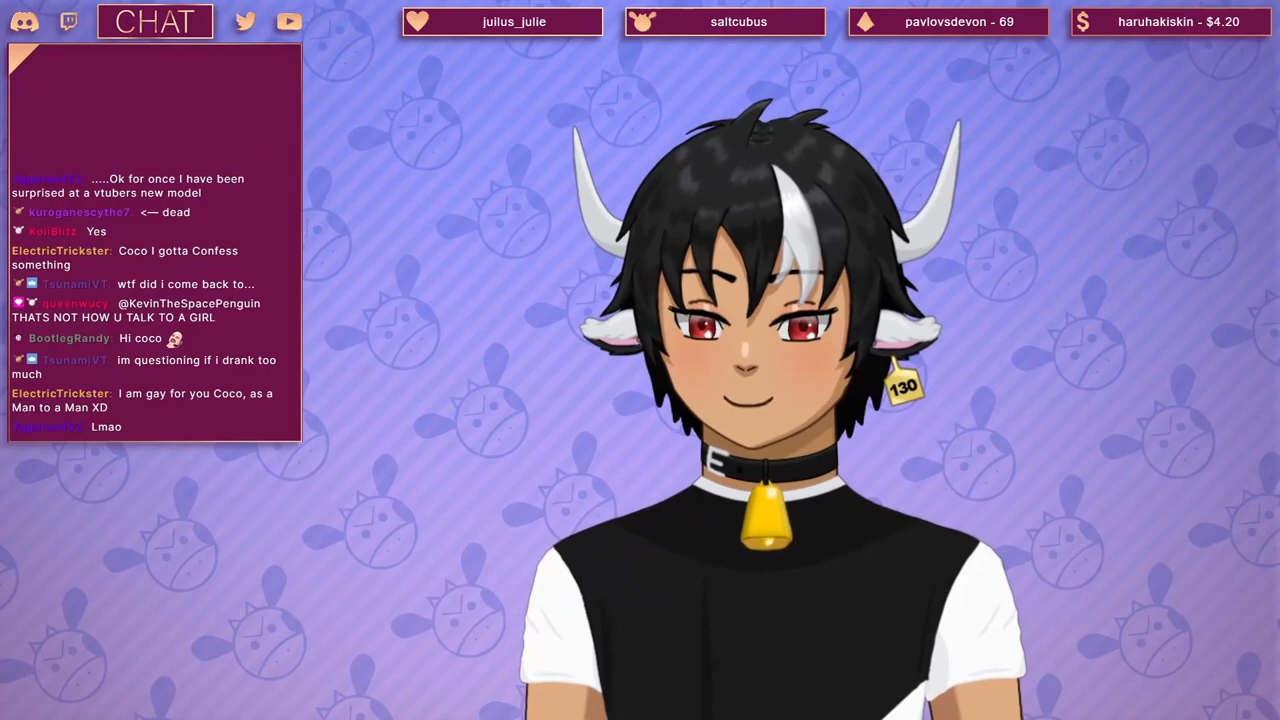 CHAT
juilus_julie
saltcubus
pavlovsdevon - 69
haruhakiskin - $4.20
.....Ok for once I have been
surprised at a vtubers new model
kuroganescythe7: <— dead
KoiiBlitz: Yes
ElectricTrickster: Coco I gotta Confess
something
TsunamiVT: wtf did i come back to...
queenwucy: @KevinTheSpacePenguin
THATS NOT HOW U TALK TO A GIRL
BootlegRandy: Hi coco
TsunamiVT: im questioning if i drank too
much
ElectricTrickster: I am gay for you Coco, as a
Man to a Man XD
Lmao
130